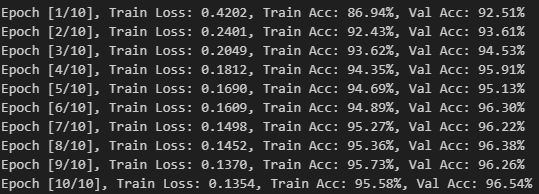 Epoch [1/10], Train Loss: 0.4202, Train Acc: 86.94%, Val Acc: 92.51%
Epoch [2/10], Train Loss: 0.2401, Train Acc: 92.43%, Val Acc: 93.61%
Epoch [3/10], Train Loss: 0.2049, Train Acc: 93.62%, Val Acc: 94.53%
Epoch [4/10], Train Loss: 0.1812, Train Acc: 94.35%, Val Acc: 95.91%
Epoch [5/10], Train Loss: 0.1690, Train Acc: 94.69%, Val Acc: 95.13%
Epoch [6/10], Train Loss: 0.1609, Train Acc: 94.89%, Val Acc: 96.30%
Epoch [7/10], Train Loss: 0.1498, Train Acc: 95.27%, Val Acc: 96.22%
Epoch [8/10], Train Loss: 0.1452, Train Acc: 95.36%, Val Acc: 96.38%
Epoch [9/10], Train Loss: 0.1370, Train Acc: 95.73%, Val Acc: 96.26%
Epoch [10/10], Train Loss: 0.1354, Train Acc: 95.58%, Val Acc: 96.54%